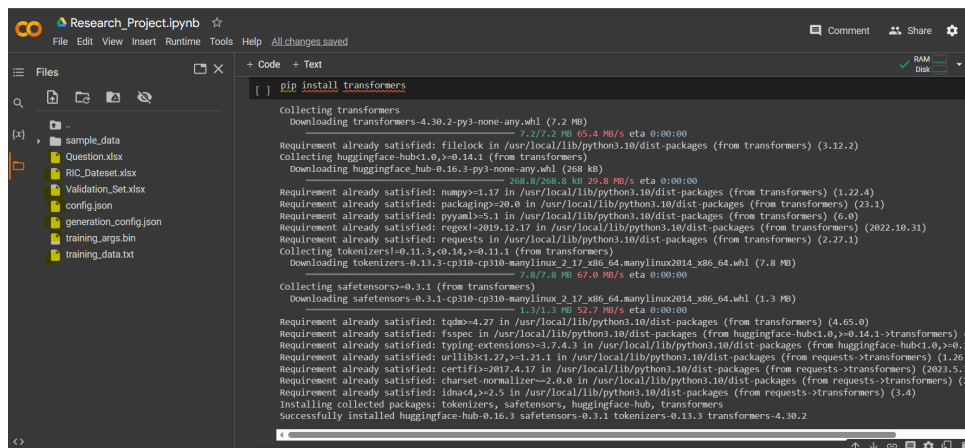 Research_Project.ipynb
File Edit View Insert Runtime Tools Help All changes saved
Comment Share
Files
+ Code + Text
RAM
Disk
..
sample_data
Question.xlsx
RIC_Dateset.xlsx
Validation_Set.xlsx
config.json
generation_config.json
training_args.bin
training_data.txt
{x}
<>
[ ] pip install transformers
Collecting transformers
Downloading transformers-4.30.2-py3-none-any.whl (7.2 MB)
7.2/7.2 MB 65.4 MB/s eta 0:00:00
Requirement already satisfied: filelock in /usr/local/lib/python3.10/dist-packages (from transformers) (3.12.2)
Collecting huggingface-hub<1.0,>=0.14.1 (from transformers)
Downloading huggingface_hub-0.16.3-py3-none-any.whl (268 kB)
268.8/268.8 kB 29.8 MB/s eta 0:00:00
Requirement already satisfied: numpy>=1.17 in /usr/local/lib/python3.10/dist-packages (from transformers) (1.22.4)
Requirement already satisfied: packaging>=20.0 in /usr/local/lib/python3.10/dist-packages (from transformers) (23.1)
Requirement already satisfied: pyyaml>=5.1 in /usr/local/lib/python3.10/dist-packages (from transformers) (6.0)
Requirement already satisfied: regex!=2019.12.17 in /usr/local/lib/python3.10/dist-packages (from transformers) (2022.10.31)
Requirement already satisfied: requests in /usr/local/lib/python3.10/dist-packages (from transformers) (2.27.1)
Collecting tokenizers!=0.11.3,<0.14,>=0.11.1 (from transformers)
Downloading tokenizers-0.13.3-cp310-cp310-manylinux_2_17_x86_64.manylinux2014_x86_64.whl (7.8 MB)
7.8/7.8 MB 67.0 MB/s eta 0:00:00
Collecting safetensors>=0.3.1 (from transformers)
Downloading safetensors-0.3.1-cp310-cp310-manylinux_2_17_x86_64.manylinux2014_x86_64.whl (1.3 MB)
1.3/1.3 MB 52.7 MB/s eta 0:00:00
Requirement already satisfied: tqdm>=4.27 in /usr/local/lib/python3.10/dist-packages (from transformers) (4.65.0)
Requirement already satisfied: fsspec in /usr/local/lib/python3.10/dist-packages (from huggingface-hub<1.0,>=0.14.1->transformers) (
Requirement already satisfied: typing-extensions>=3.7.4.3 in /usr/local/lib/python3.10/dist-packages (from huggingface-hub<1.0,>=0.1
Requirement already satisfied: urllib3<1.27,>=1.21.1 in /usr/local/lib/python3.10/dist-packages (from requests->transformers) (1.26
Requirement already satisfied: certifi>=2017.4.17 in /usr/local/lib/python3.10/dist-packages (from requests->transformers) (2023.5.
Requirement already satisfied: charset-normalizer~=2.0.0 in /usr/local/lib/python3.10/dist-packages (from requests->transformers) (
Requirement already satisfied: idna<4,>=2.5 in /usr/local/lib/python3.10/dist-packages (from requests->transformers) (3.4)
Installing collected packages: tokenizers, safetensors, huggingface-hub, transformers
Successfully installed huggingface-hub-0.16.3 safetensors-0.3.1 tokenizers-0.13.3 transformers-4.30.2